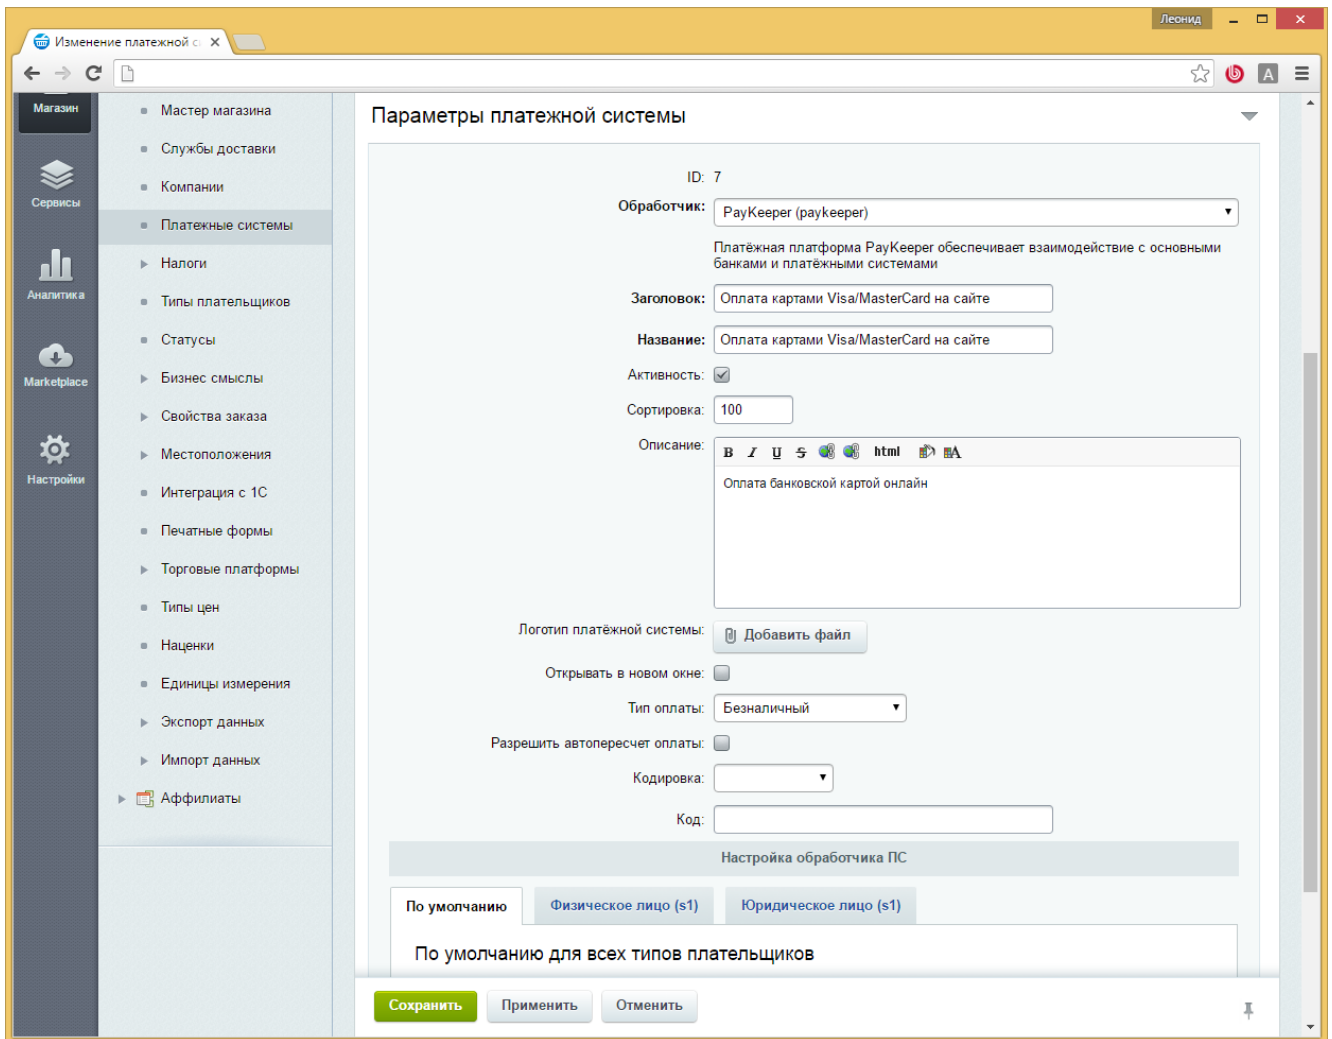 Леонид
Изменение платежной с
Магазин
Сервисы
Аналитика
Marketplace
Настройки
Мастер магазина
Службы доставки
Компании
Платежные системы
Налоги
Типы плательщиков
Статусы
Бизнес смыслы
Свойства заказа
Местоположения
Интеграция с 1С
Печатные формы
Торговые платформы
Типы цен
Наценки
Единицы измерения
Экспорт данных
Импорт данных
Аффилиаты
Параметры платежной системы
ID: 7
Обработчик: PayKeeper (paykeeper)
Платёжная платформа PayKeeper обеспечивает взаимодействие с основными
банками и платёжными системами
Заголовок: Оплата картами Visa/MasterCard на сайте
Название: Оплата картами Visa/MasterCard на сайте
Активность:
Сортировка: 100
Описание:
B I U S html A
Оплата банковской картой онлайн
Логотип платёжной системы: Добавить файл
Открывать в новом окне:
Тип оплаты: Безналичный
Разрешить автопересчет оплаты:
Кодировка:
Код:
Настройка обработчика ПС
По умолчанию Физическое лицо (s1) Юридическое лицо (s1)
По умолчанию для всех типов плательщиков
Сохранить Применить Отменить